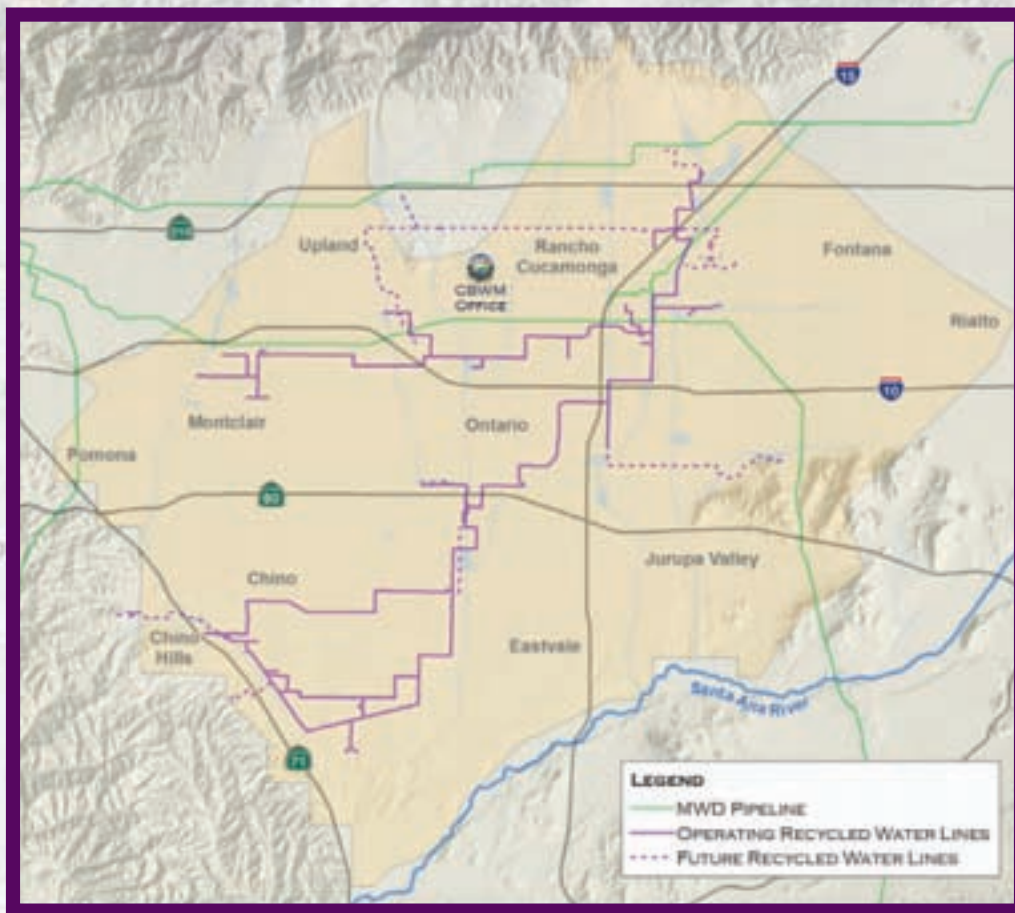 15
210
Upland
Rancho
Cucamonga
Fontana
CBWM
OFFICE
Rialto
10
Montclair
Ontario
Pomona
60
Jurupa Valley
Chino
Chino
Hills
Eastvale
Santa Ana River
71
LEGEND
MWD PIPELINE
OPERATING RECYCLED WATER LINES
FUTURE RECYCLED WATER LINES